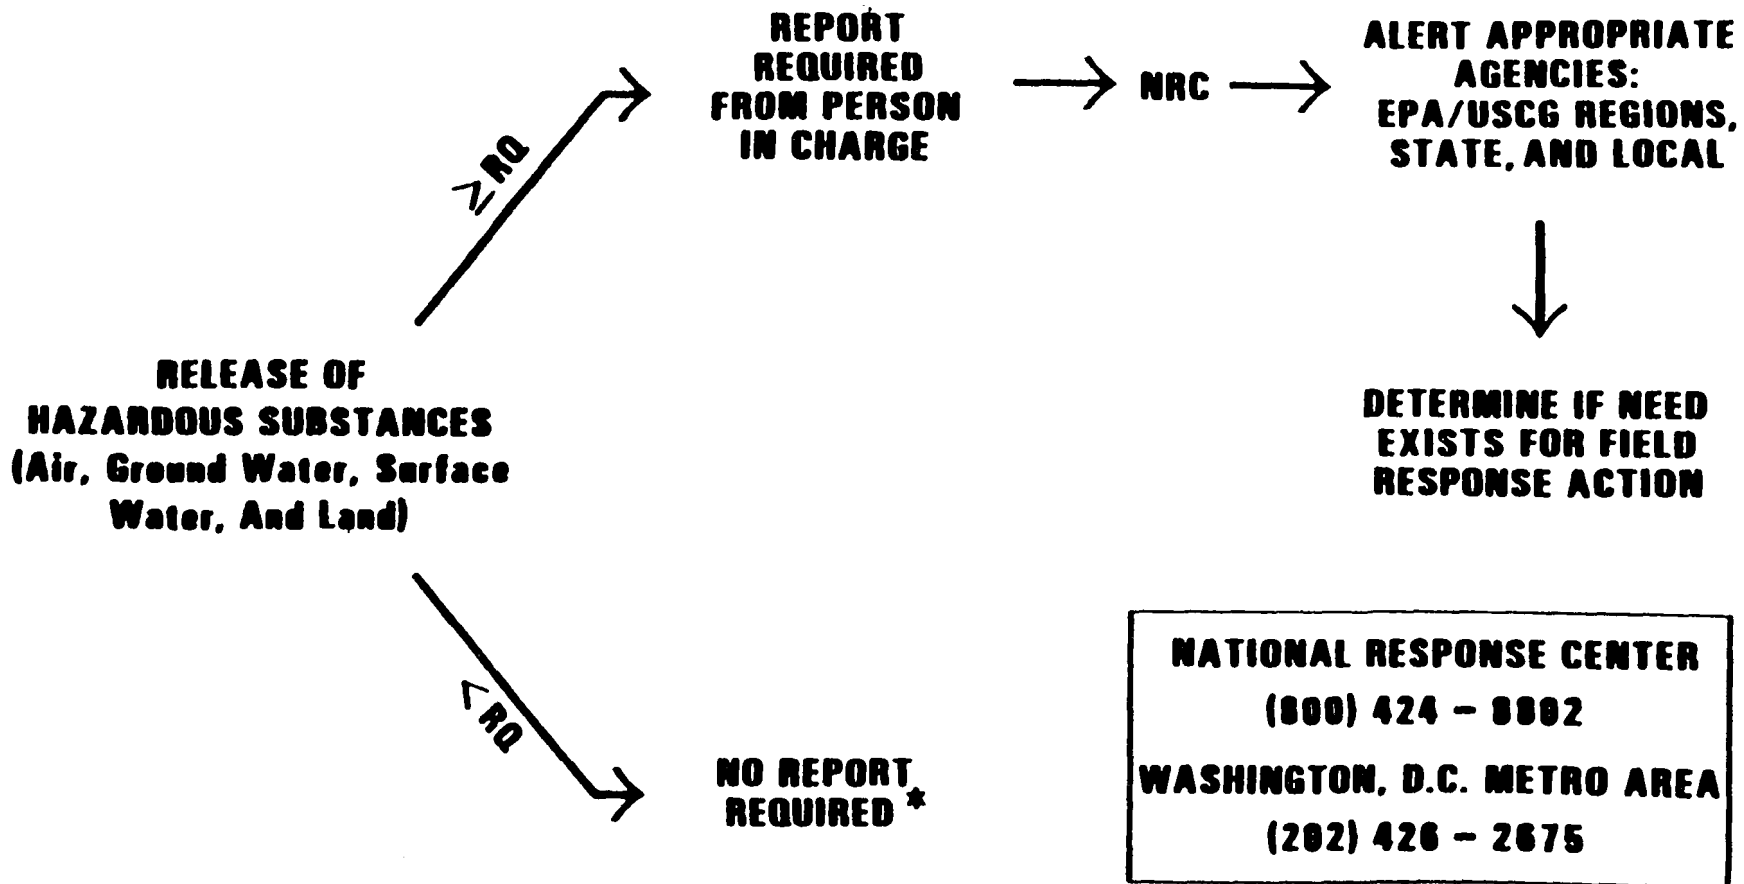 REPORT
REQUIRED
FROM PERSON
IN CHARGE
NRC
ALERT APPROPRIATE
AGENCIES:
EPA/USCG REGIONS,
STATE, AND LOCAL
≥ RQ
RELEASE OF
HAZARDOUS SUBSTANCES
(Air, Ground Water, Surface
Water, And Land)
DETERMINE IF NEED
EXISTS FOR FIELD
RESPONSE ACTION
< RQ
NO REPORT
REQUIRED *
NATIONAL RESPONSE CENTER
(800) 424 – 8802
WASHINGTON, D.C. METRO AREA
(202) 426 – 2675